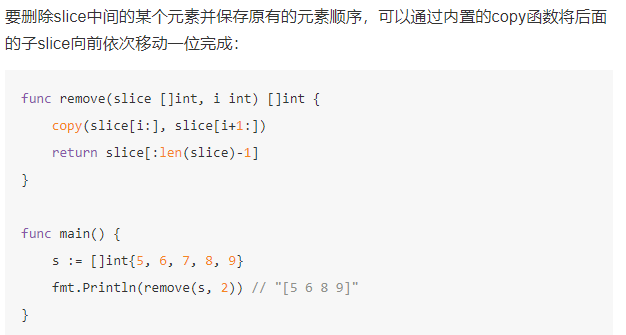 要删除slice中间的某个元素并保存原有的元素顺序，可以通过内置的copy函数将后面
的子slice向前依次移动一位完成：
func remove(slice []int, i int) []int {
    copy(slice[i:], slice[i+1:])
    return slice[:len(slice)-1]
}
func main() {
    s := []int{5, 6, 7, 8, 9}
    fmt.Println(remove(s, 2)) // "[5 6 8 9]"
}